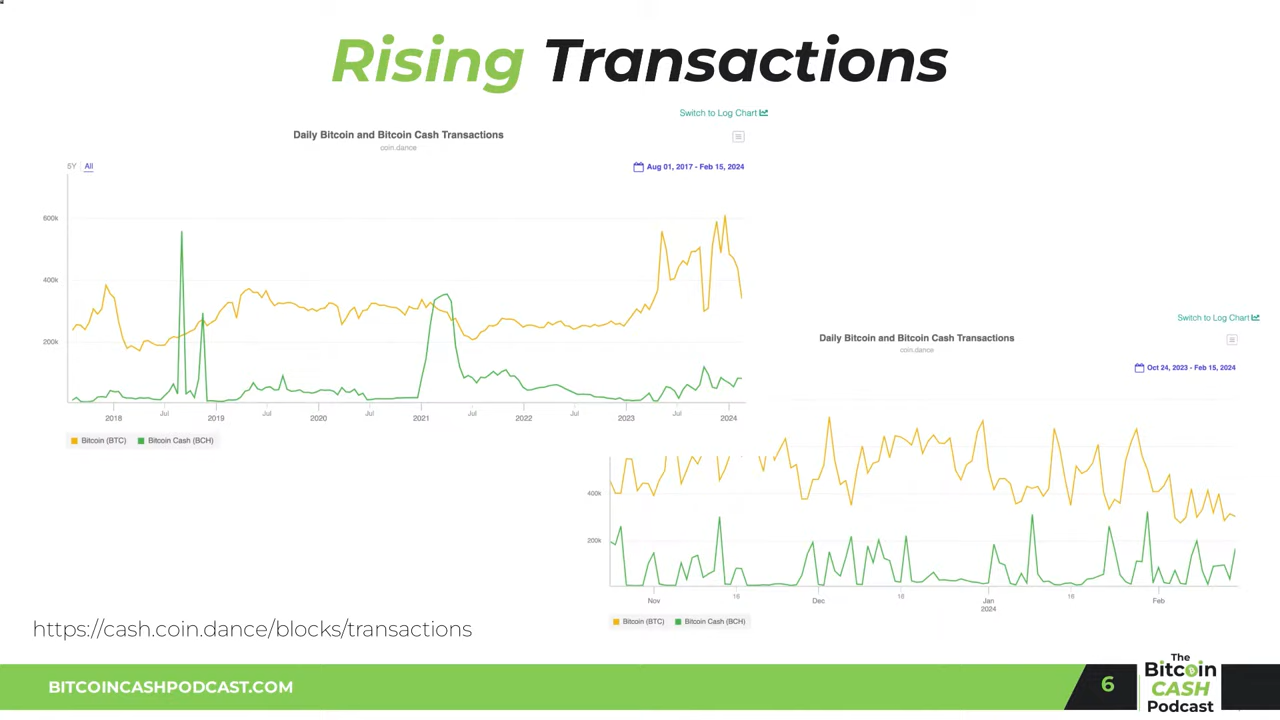 Rising Transactions
Switch to Log Chart
Daily Bitcoin and Bitcoin Cash Transactions
coin.dance
5Y All
Aug 01, 2017 - Feb 15, 2024
600k
400k
200k
2018 Jul 2019 Jul 2020 Jul 2021 Jul 2022 Jul 2023 Jul 2024
Bitcoin (BTC) Bitcoin Cash (BCH)
Switch to Log Chart
Daily Bitcoin and Bitcoin Cash Transactions
coin.dance
Oct 24, 2023 - Feb 15, 2024
400k
200k
Nov 16 Dec 16 Jan 16 Feb
2024
Bitcoin (BTC) Bitcoin Cash (BCH)
https://cash.coin.dance/blocks/transactions
BITCOINCASHPODCAST.COM
6
The
Bitcoin
CASH
Podcast